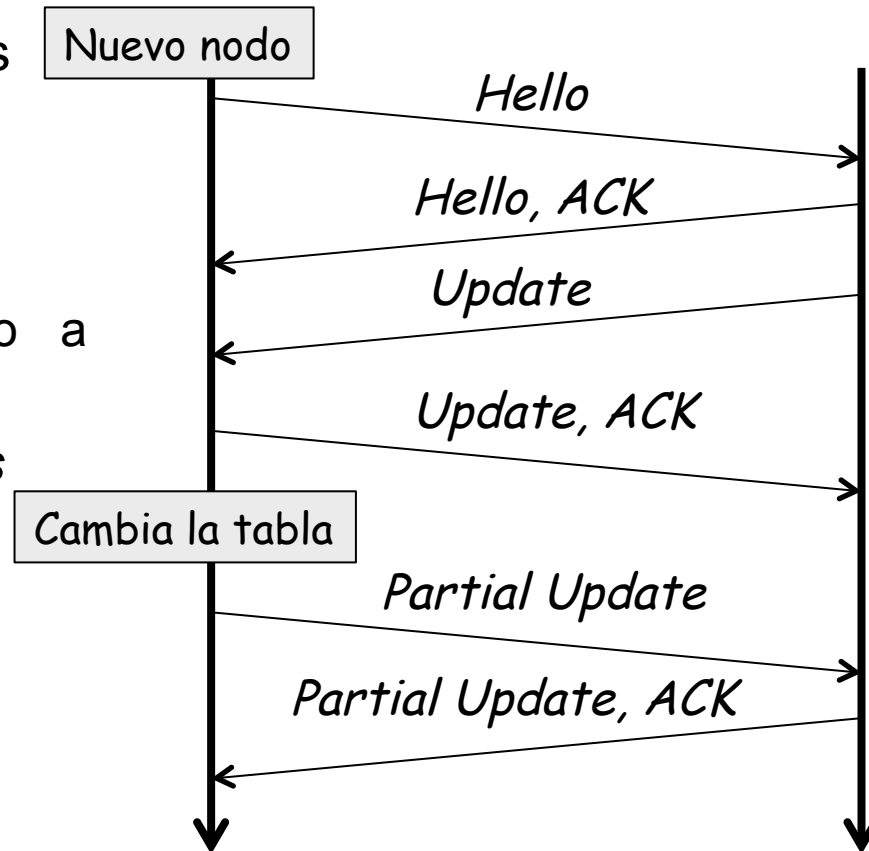 s
Nuevo nodo
Hello
Hello, ACK
Update
o a
Update, ACK
s
Cambia la tabla
Partial Update
Partial Update, ACK